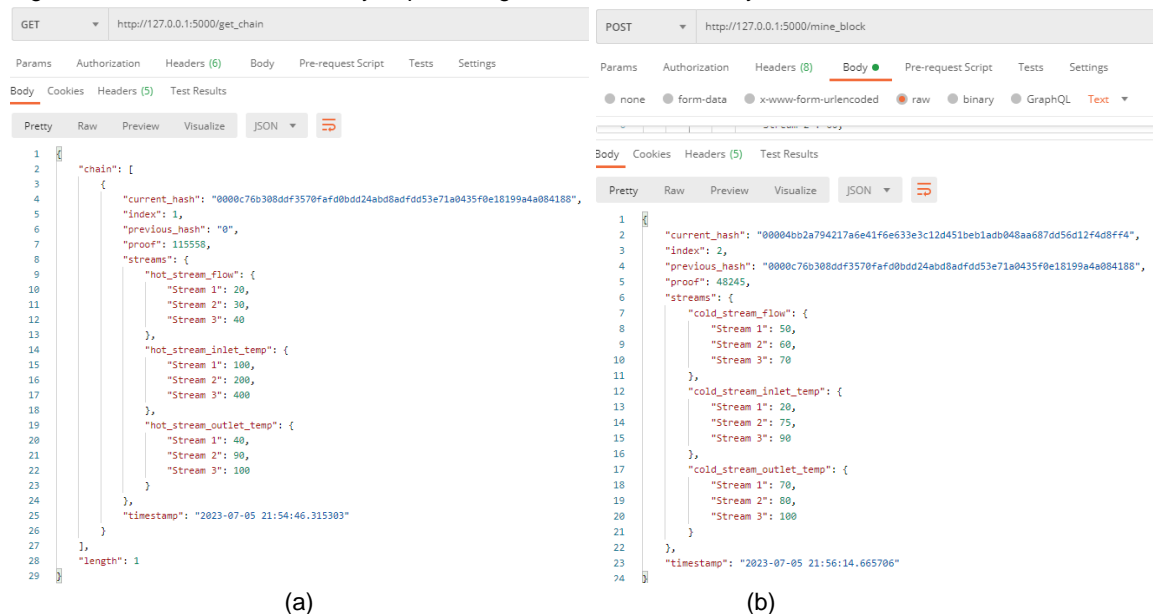 GET http://127.0.0.1:5000/get_chain
Params Authorization Headers (6) Body Pre-request Script Tests Settings
Body Cookies Headers (5) Test Results
Pretty Raw Preview Visualize JSON
1 {
2 "chain": [
3 {
4 "current_hash": "0000c76b308ddf3570fafd0bdd24abd8adfdd53e71a0435f0e18199a4a084188",
5 "index": 1,
6 "previous_hash": "0",
7 "proof": 115558,
8 "streams": {
9 "hot_stream_flow": {
10 "Stream 1": 20,
11 "Stream 2": 30,
12 "Stream 3": 40
13 },
14 "hot_stream_inlet_temp": {
15 "Stream 1": 100,
16 "Stream 2": 200,
17 "Stream 3": 400
18 },
19 "hot_stream_outlet_temp": {
20 "Stream 1": 40,
21 "Stream 2": 90,
22 "Stream 3": 100
23 }
24 },
25 "timestamp": "2023-07-05 21:54:46.315303"
26 }
27 ],
28 "length": 1
29 }
(a)
POST http://127.0.0.1:5000/mine_block
Params Authorization Headers (8) Body Pre-request Script Tests Settings
none form-data x-www-form-urlencoded raw binary GraphQL Text
Body Cookies Headers (5) Test Results
Pretty Raw Preview Visualize JSON
1 {
2 "current_hash": "00004bb2a794217a6e41f6e633e3c12d451beb1adb048aa687dd56d12f4d8ff4",
3 "index": 2,
4 "previous_hash": "0000c76b308ddf3570fafd0bdd24abd8adfdd53e71a0435f0e18199a4a084188",
5 "proof": 48245,
6 "streams": {
7 "cold_stream_flow": {
8 "Stream 1": 50,
9 "Stream 2": 60,
10 "Stream 3": 70
11 },
12 "cold_stream_inlet_temp": {
13 "Stream 1": 20,
14 "Stream 2": 75,
15 "Stream 3": 90
16 },
17 "cold_stream_outlet_temp": {
18 "Stream 1": 70,
19 "Stream 2": 80,
20 "Stream 3": 100
21 }
22 },
23 "timestamp": "2023-07-05 21:56:14.665706"
24 }
(b)